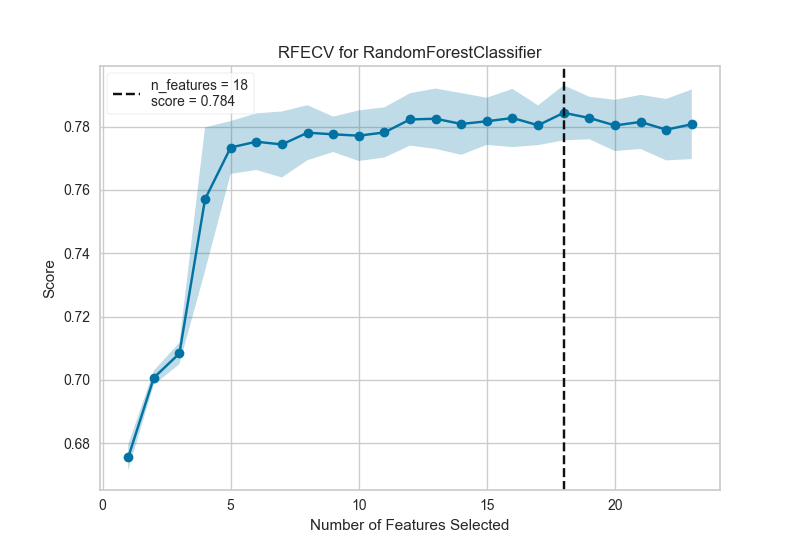 RFECV for RandomForestClassifier
n_features = 18
score = 0.784
Score
0.78
0.76
0.74
0.72
0.70
0.68
0 5 10 15 20
Number of Features Selected